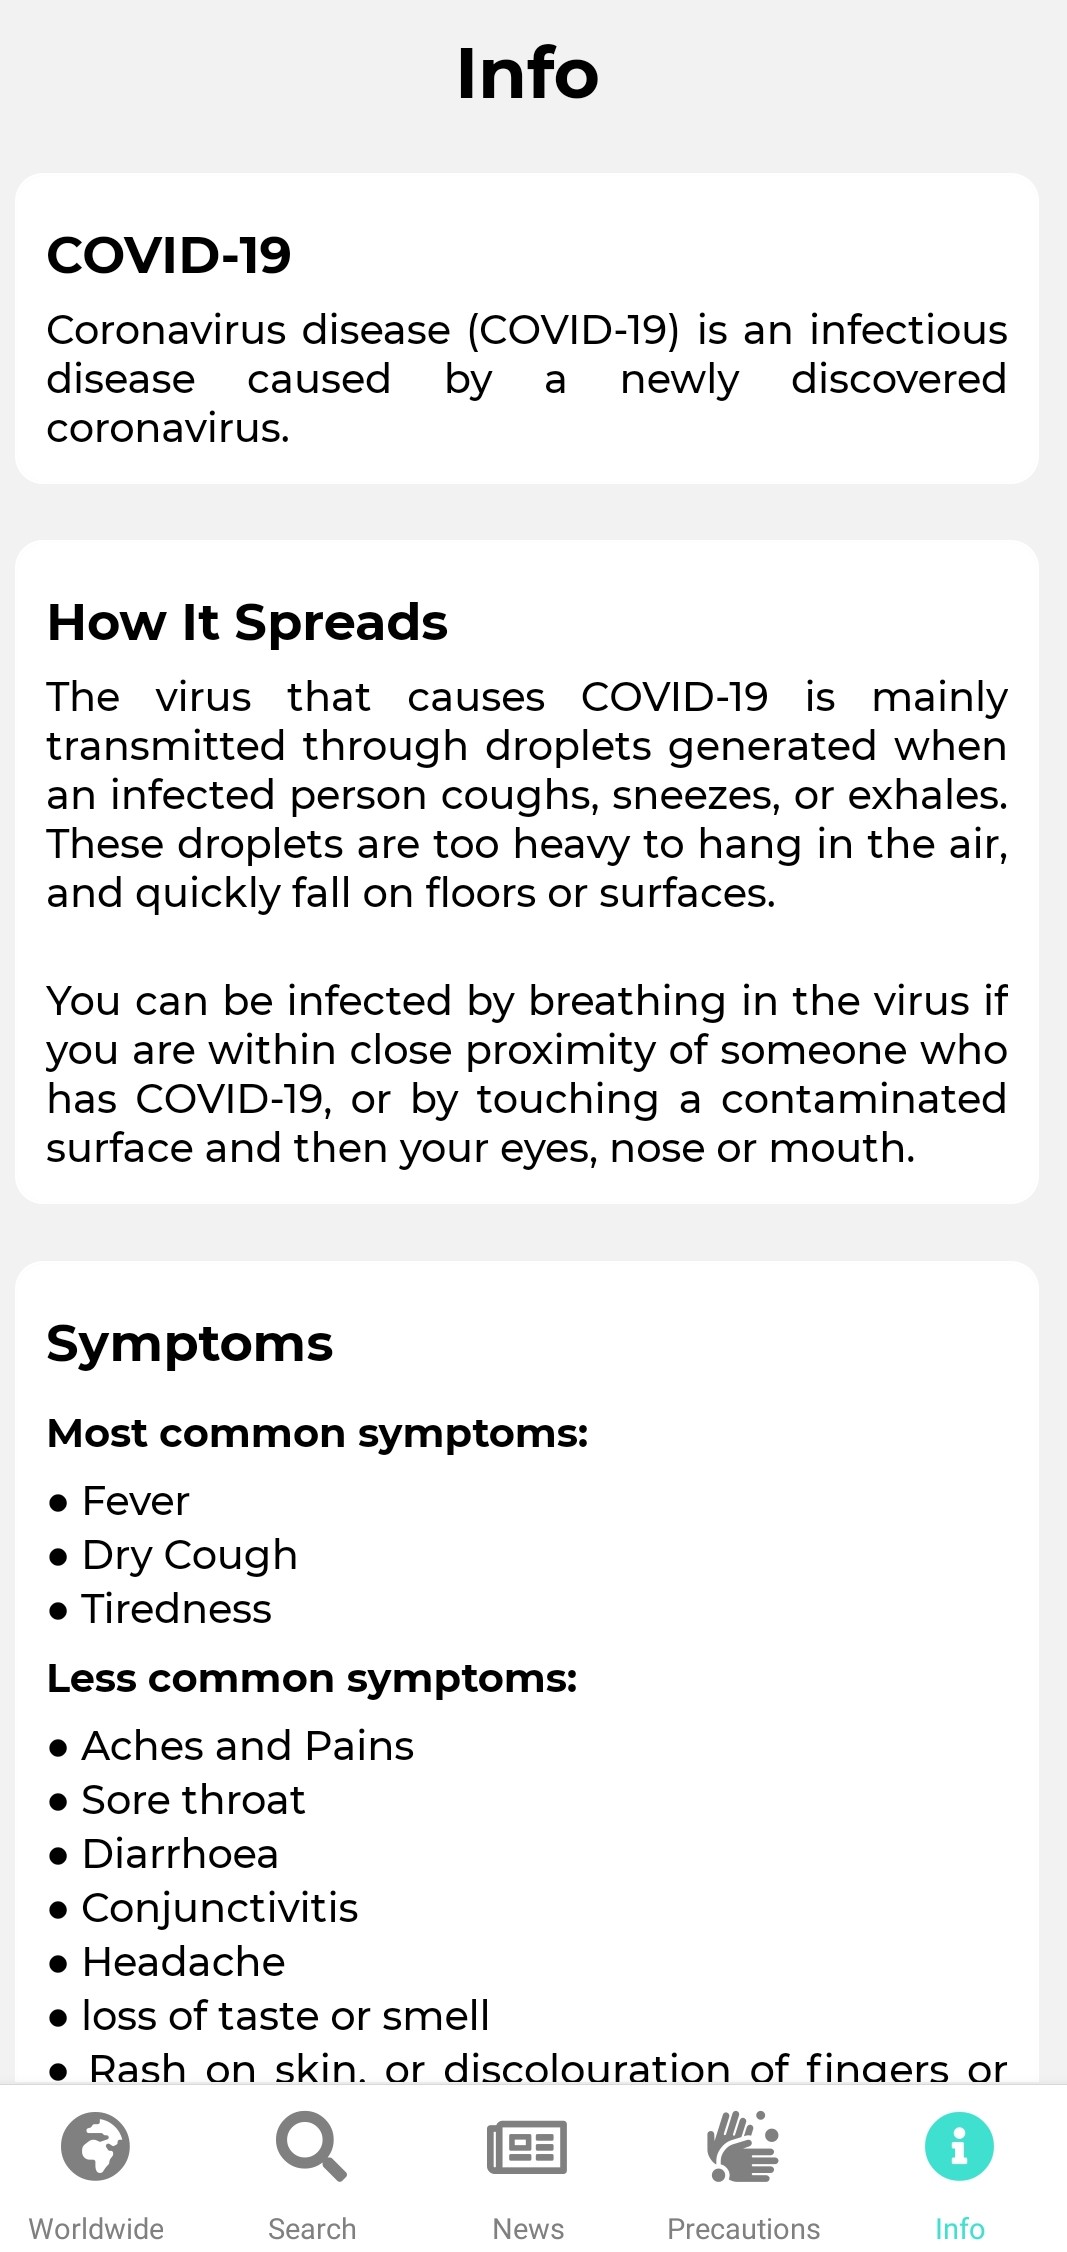 Info
COVID-19
Coronavirus disease (COVID-19) is an infectious
disease caused by a newly discovered
coronavirus.
How It Spreads
The virus that causes COVID-19 is mainly
transmitted through droplets generated when
an infected person coughs, sneezes, or exhales.
These droplets are too heavy to hang in the air,
and quickly fall on floors or surfaces.
You can be infected by breathing in the virus if
you are within close proximity of someone who
has COVID-19, or by touching a contaminated
surface and then your eyes, nose or mouth.
Symptoms
Most common symptoms:
● Fever
● Dry Cough
● Tiredness
Less common symptoms:
● Aches and Pains
● Sore throat
● Diarrhoea
● Conjunctivitis
● Headache
● loss of taste or smell
● Rash on skin, or discolouration of fingers or
Worldwide
Search
News
Precautions
Info